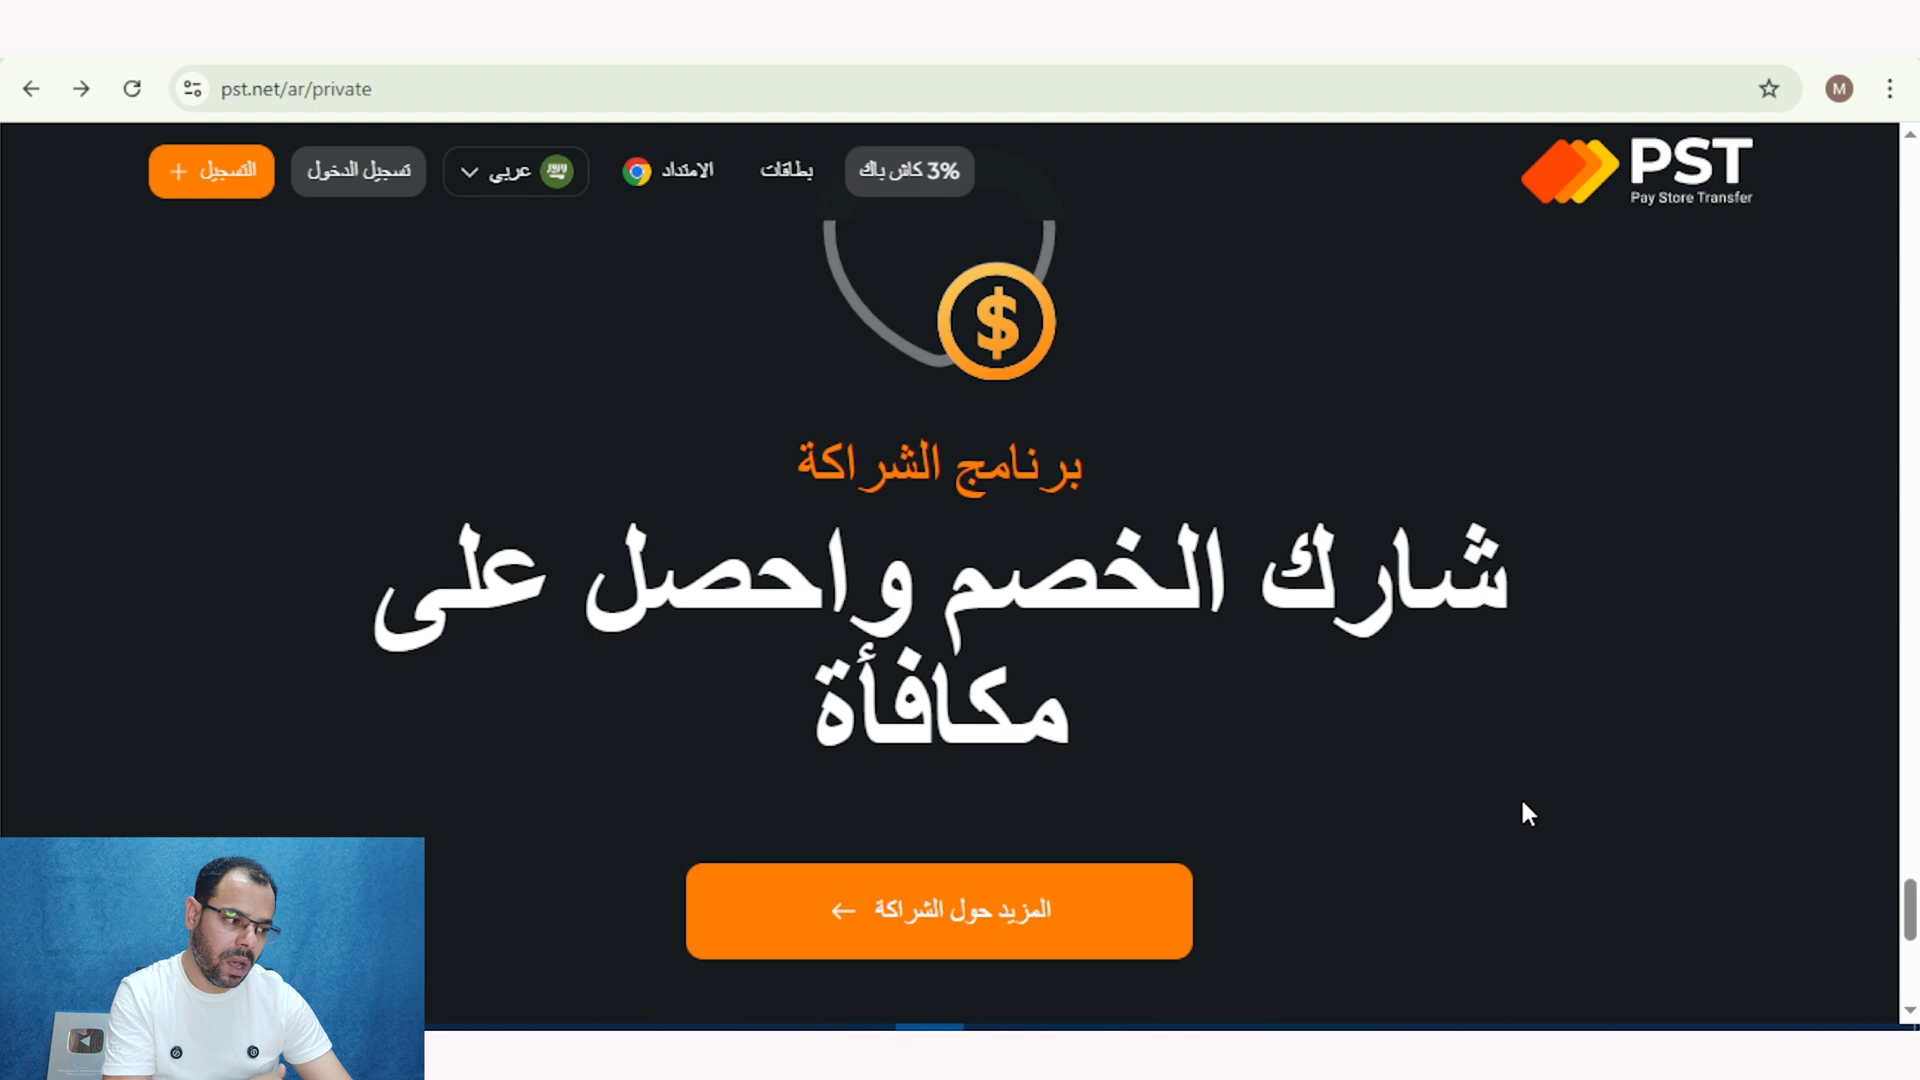 pst.net/ar/private
M
PST
Pay Store Transfer
3% كاش باك
بطاقات
الامتداد
عربى
تسجيل الدخول
التسجيل +
$
برنامج الشراكة
شارك الخصم واحصل على
مكافأة
المزيد حول الشراكة ←